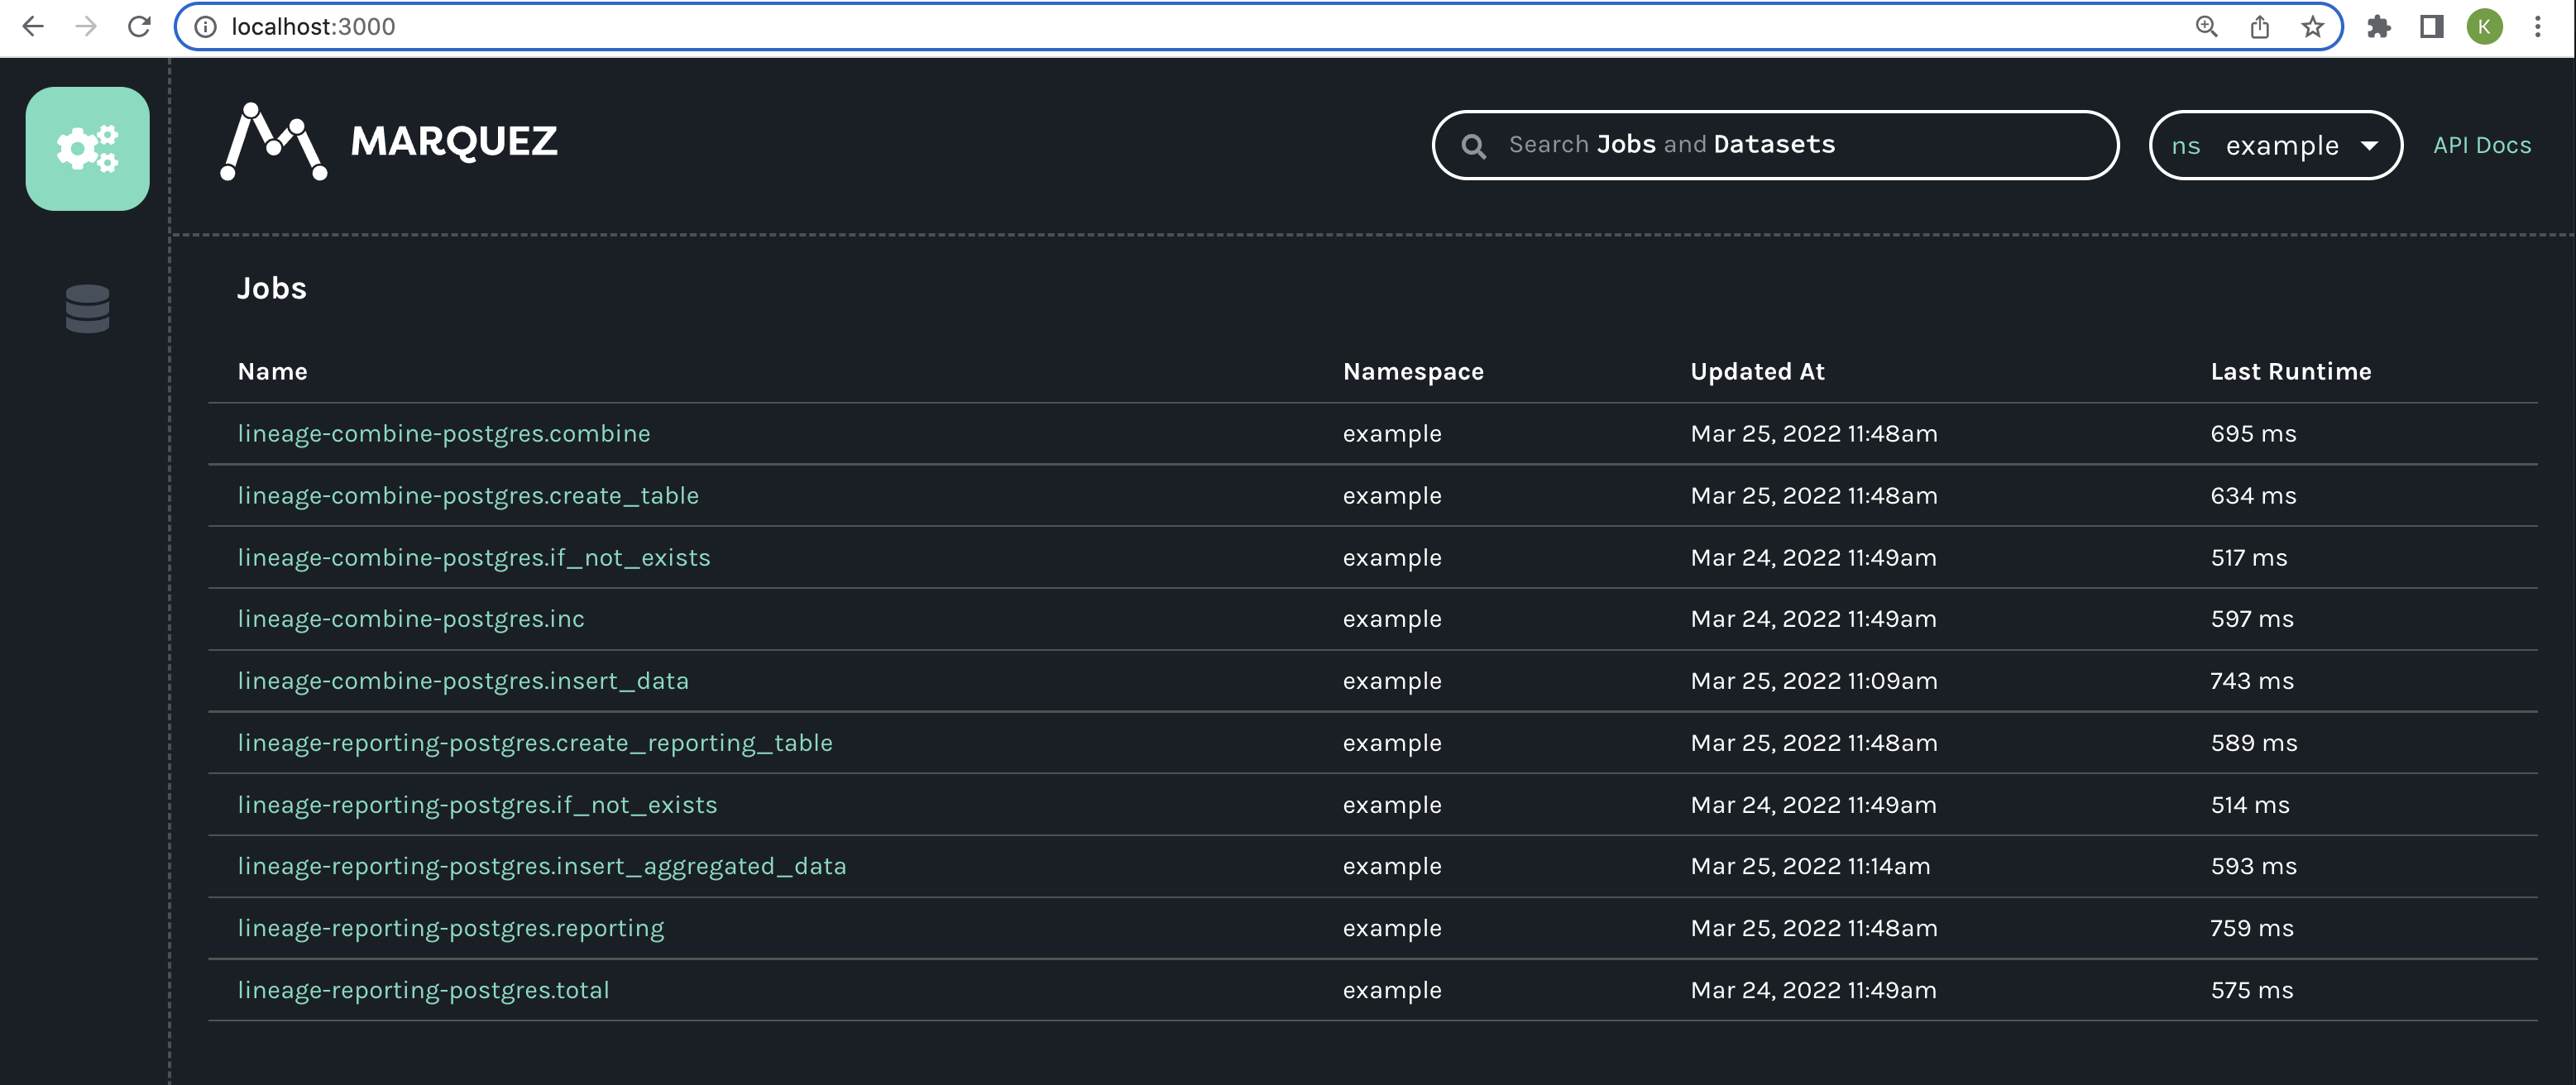 localhost:3000
K
MARQUEZ
Search Jobs and Datasets
ns example
API Docs
Jobs
Name Namespace Updated At Last Runtime
lineage-combine-postgres.combine example Mar 25, 2022 11:48am 695 ms
lineage-combine-postgres.create_table example Mar 25, 2022 11:48am 634 ms
lineage-combine-postgres.if_not_exists example Mar 24, 2022 11:49am 517 ms
lineage-combine-postgres.inc example Mar 24, 2022 11:49am 597 ms
lineage-combine-postgres.insert_data example Mar 25, 2022 11:09am 743 ms
lineage-reporting-postgres.create_reporting_table example Mar 25, 2022 11:48am 589 ms
lineage-reporting-postgres.if_not_exists example Mar 24, 2022 11:49am 514 ms
lineage-reporting-postgres.insert_aggregated_data example Mar 25, 2022 11:14am 593 ms
lineage-reporting-postgres.reporting example Mar 25, 2022 11:48am 759 ms
lineage-reporting-postgres.total example Mar 24, 2022 11:49am 575 ms